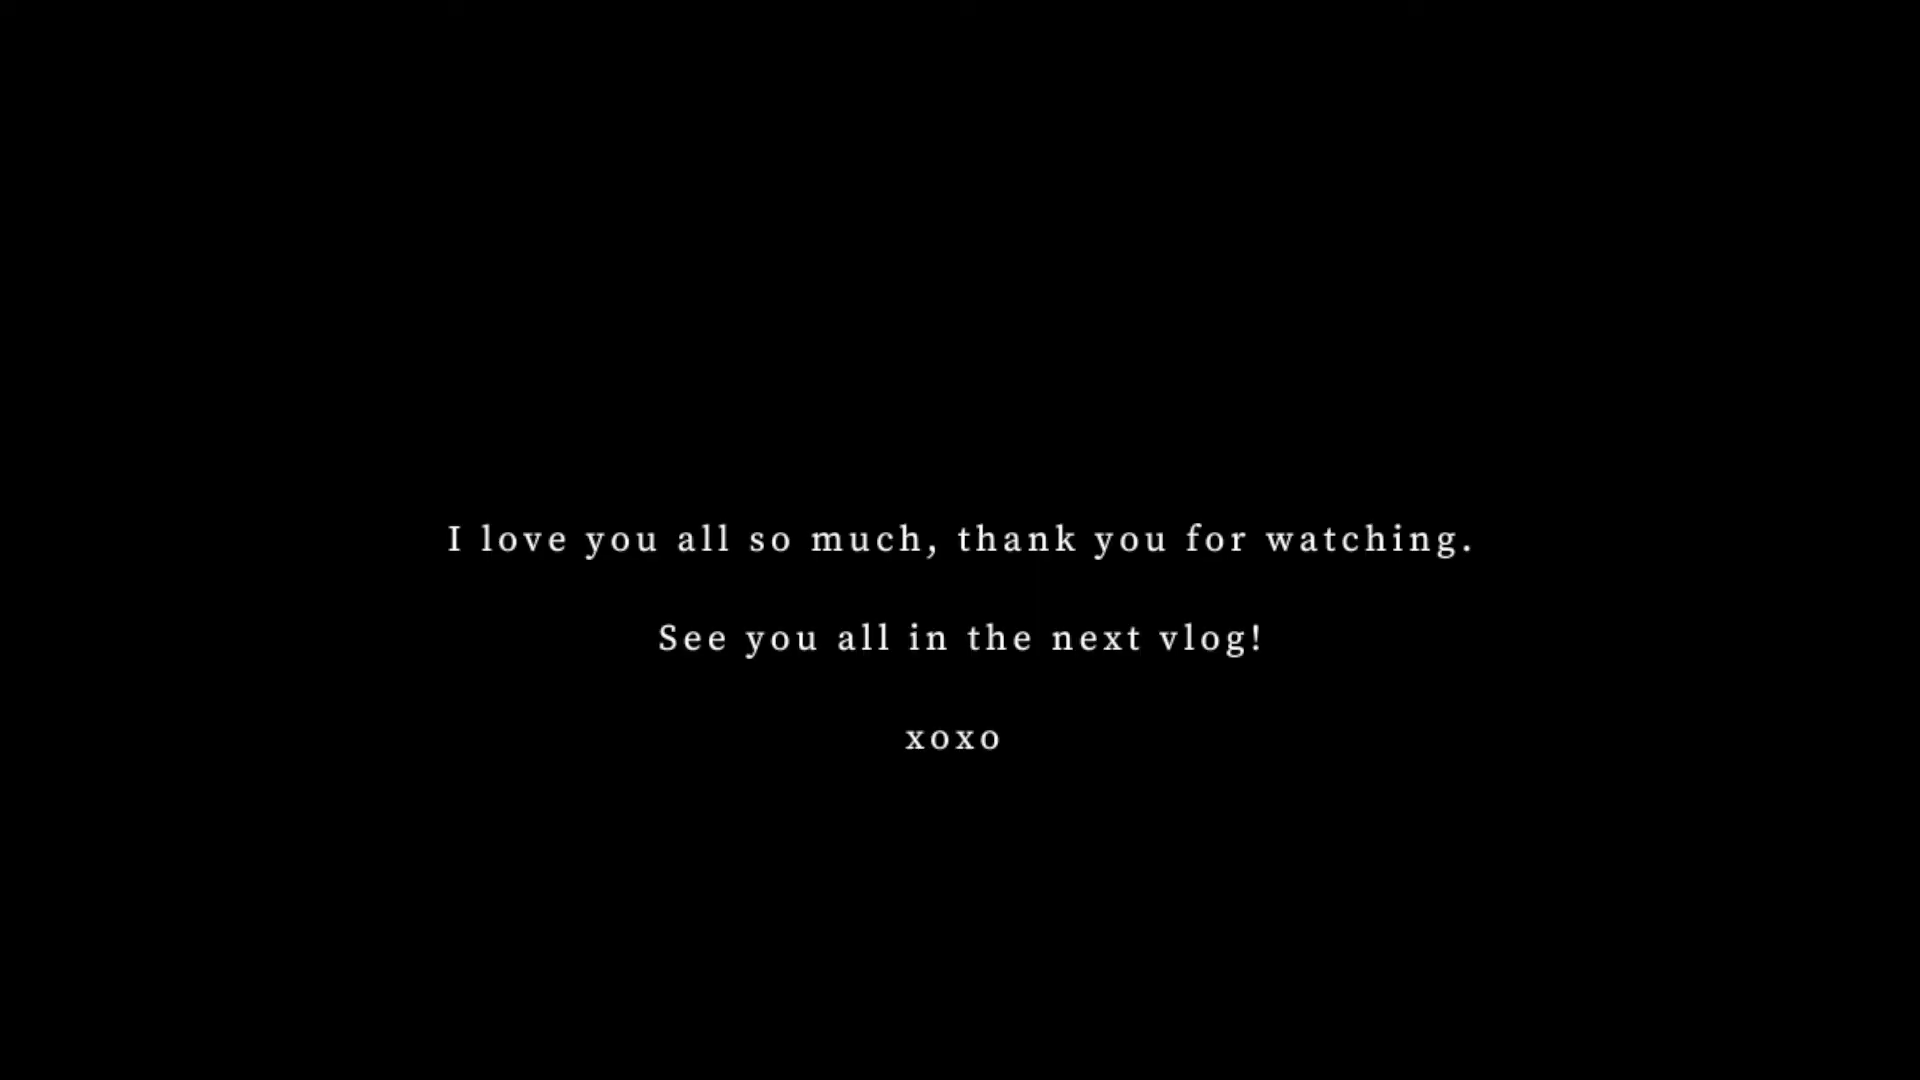 I love you all so much, thank you for watching.
See you all in the next vlog!
xoxo